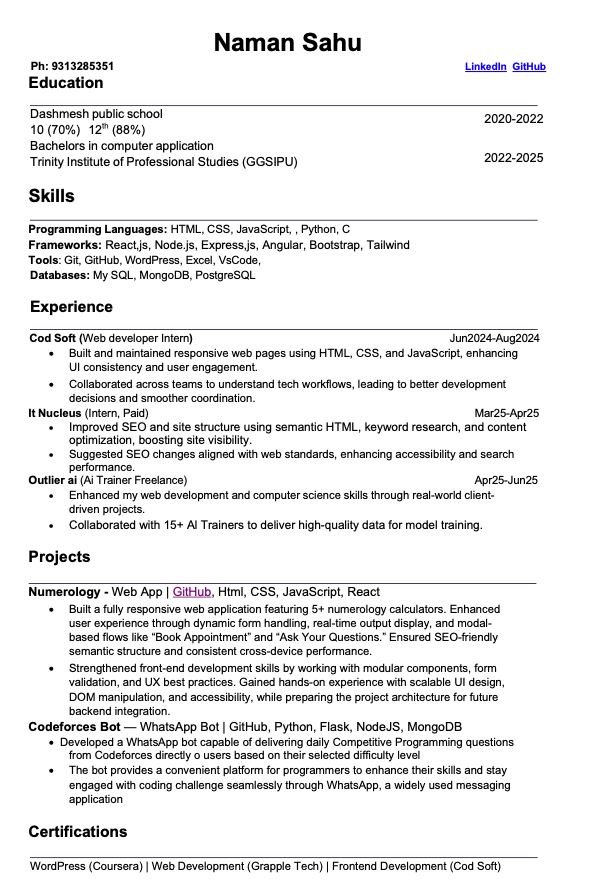 Naman Sahu
Ph: 9313285351 LinkedIn GitHub
Education
Dashmesh public school 2020-2022
10 (70%) 12th (88%)
Bachelors in computer application
Trinity Institute of Professional Studies (GGSIPU) 2022-2025
Skills
Programming Languages: HTML, CSS, JavaScript, , Python, C
Frameworks: React,js, Node.js, Express,js, Angular, Bootstrap, Tailwind
Tools: Git, GitHub, WordPress, Excel, VsCode,
Databases: My SQL, MongoDB, PostgreSQL
Experience
Cod Soft (Web developer Intern) Jun2024-Aug2024
• Built and maintained responsive web pages using HTML, CSS, and JavaScript, enhancing
UI consistency and user engagement.
• Collaborated across teams to understand tech workflows, leading to better development
decisions and smoother coordination.
It Nucleus (Intern, Paid) Mar25-Apr25
• Improved SEO and site structure using semantic HTML, keyword research, and content
optimization, boosting site visibility.
• Suggested SEO changes aligned with web standards, enhancing accessibility and search
performance.
Outlier ai (Ai Trainer Freelance) Apr25-Jun25
• Enhanced my web development and computer science skills through real-world client-
driven projects.
• Collaborated with 15+ AI Trainers to deliver high-quality data for model training.
Projects
Numerology - Web App | GitHub, Html, CSS, JavaScript, React
• Built a fully responsive web application featuring 5+ numerology calculators. Enhanced
user experience through dynamic form handling, real-time output display, and modal-
based flows like “Book Appointment” and “Ask Your Questions.” Ensured SEO-friendly
semantic structure and consistent cross-device performance.
• Strengthened front-end development skills by working with modular components, form
validation, and UX best practices. Gained hands-on experience with scalable UI design,
DOM manipulation, and accessibility, while preparing the project architecture for future
backend integration.
Codeforces Bot — WhatsApp Bot | GitHub, Python, Flask, NodeJS, MongoDB
• Developed a WhatsApp bot capable of delivering daily Competitive Programming questions
from Codeforces directly o users based on their selected difficulty level
• The bot provides a convenient platform for programmers to enhance their skills and stay
engaged with coding challenge seamlessly through WhatsApp, a widely used messaging
application
Certifications
WordPress (Coursera) | Web Development (Grapple Tech) | Frontend Development (Cod Soft)